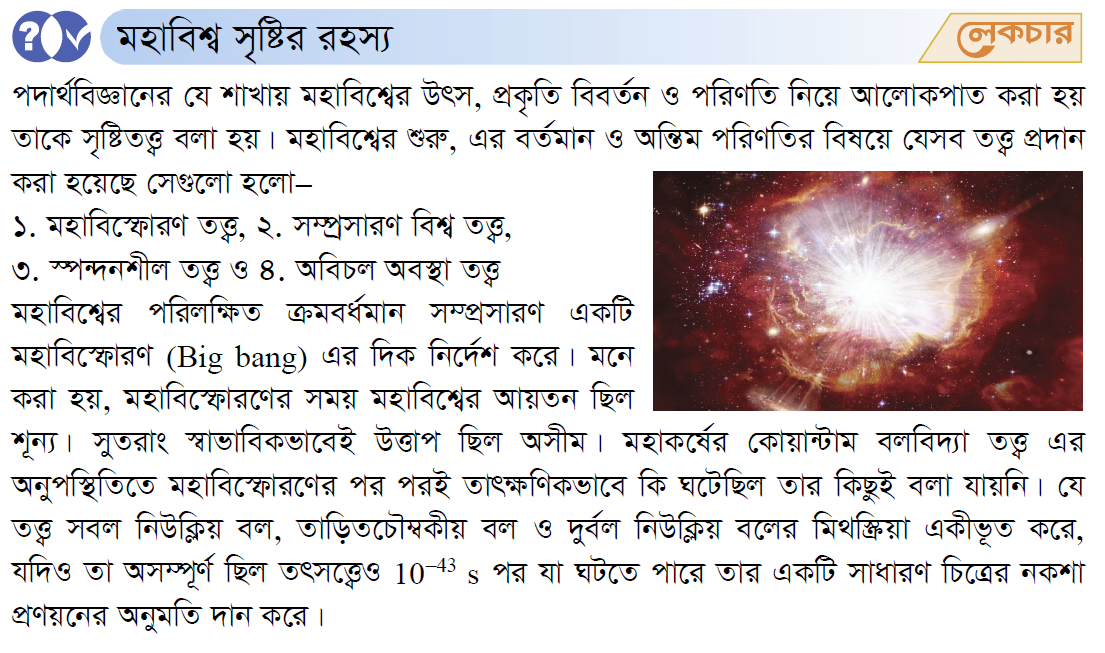 মহাবিশ্ব সৃষ্টির রহস্য
লেকচার
পদার্থবিজ্ঞানের যে শাখায় মহাবিশ্বের উৎস, প্রকৃতি বিবর্তন ও পরিণতি নিয়ে আলোকপাত করা হয়
তাকে সৃষ্টিতত্ত্ব বলা হয়। মহাবিশ্বের শুরু, এর বর্তমান ও অন্তিম পরিণতির বিষয়ে যেসব তত্ত্ব প্রদান
করা হয়েছে সেগুলো হলো–
১. মহাবিস্ফোরণ তত্ত্ব, ২. সম্প্রসারণ বিশ্ব তত্ত্ব,
৩. স্পন্দনশীল তত্ত্ব ও ৪. অবিচল অবস্থা তত্ত্ব
মহাবিশ্বের পরিলক্ষিত ক্রমবর্ধমান সম্প্রসারণ একটি
মহাবিস্ফোরণ (Big bang) এর দিক নির্দেশ করে। মনে
করা হয়, মহাবিস্ফোরণের সময় মহাবিশ্বের আয়তন ছিল
শূন্য। সুতরাং স্বাভাবিকভাবেই উত্তাপ ছিল অসীম। মহাকর্ষের কোয়ান্টাম বলবিদ্যা তত্ত্ব এর
অনুপস্থিতিতে মহাবিস্ফোরণের পর পরই তাৎক্ষণিকভাবে কি ঘটেছিল তার কিছুই বলা যায়নি। যে
তত্ত্ব সবল নিউক্লিয় বল, তাড়িতচৌম্বকীয় বল ও দুর্বল নিউক্লিয় বলের মিথস্ক্রিয়া একীভূত করে,
যদিও তা অসম্পূর্ণ ছিল তৎসত্ত্বেও 10⁻⁴³ s পর যা ঘটতে পারে তার একটি সাধারণ চিত্রের নকশা
প্রণয়নের অনুমতি দান করে।